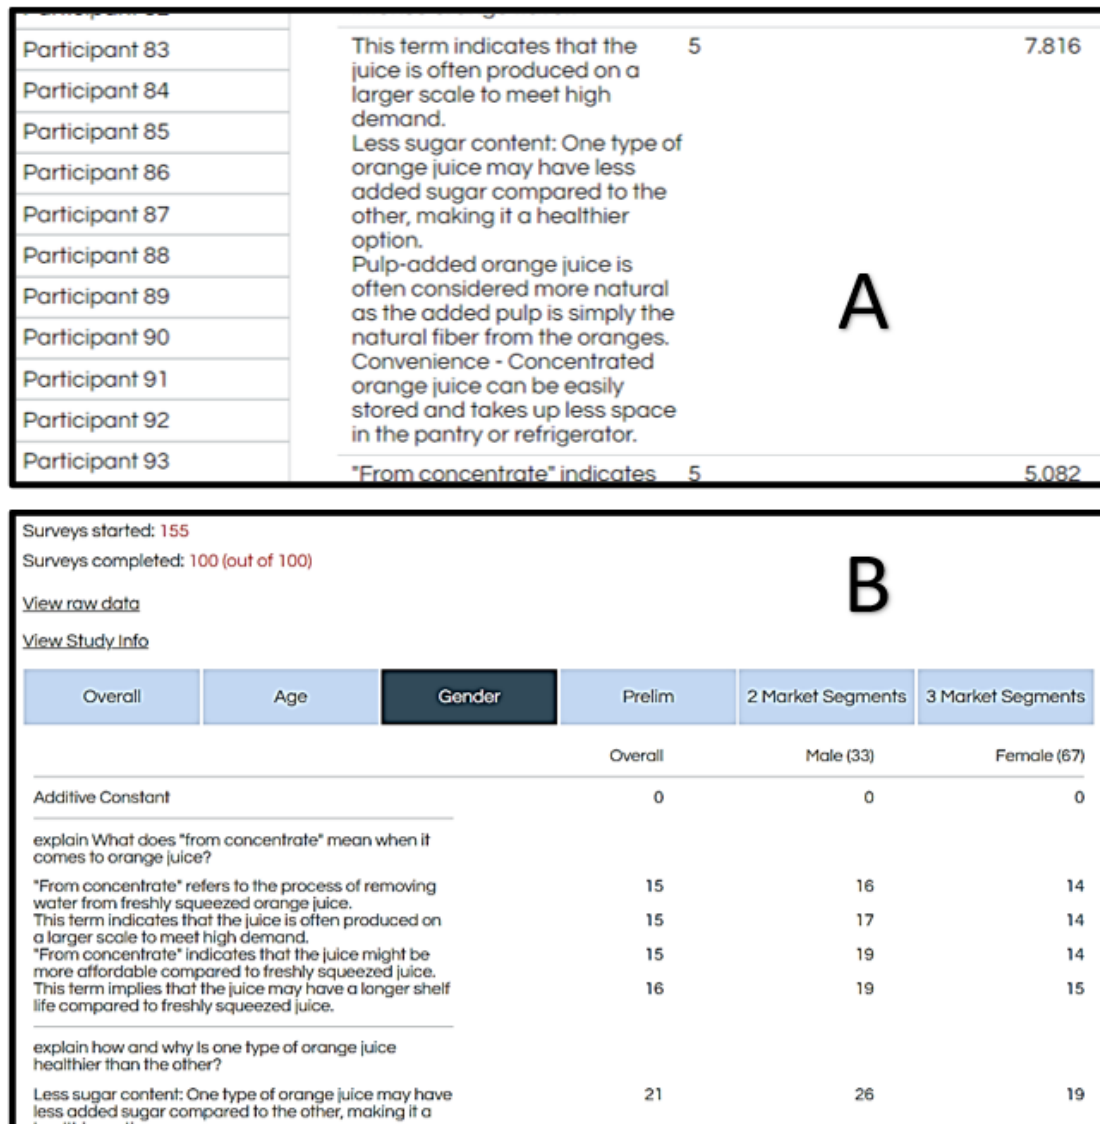 Participant 83
Participant 84
Participant 85
Participant 86
Participant 87
Participant 88
Participant 89
Participant 90
Participant 91
Participant 92
Participant 93
This term indicates that the 5 7.816
juice is often produced on a
larger scale to meet high
demand.
Less sugar content: One type of
orange juice may have less
added sugar compared to the
other, making it a healthier
option.
Pulp-added orange juice is
often considered more natural
as the added pulp is simply the
natural fiber from the oranges.
Convenience - Concentrated
orange juice can be easily
stored and takes up less space
in the pantry or refrigerator.
"From concentrate" indicates 5 5.082
A
Surveys started: 155
Surveys completed: 100 (out of 100)
B
View raw data
View Study Info
Overall Age Gender Prelim 2 Market Segments 3 Market Segments
Overall Male (33) Female (67)
Additive Constant 0 0 0
explain What does "from concentrate" mean when it
comes to orange juice?
"From concentrate" refers to the process of removing 15 16 14
water from freshly squeezed orange juice.
This term indicates that the juice is often produced on 15 17 14
a larger scale to meet high demand.
"From concentrate" indicates that the juice might be 15 19 14
more affordable compared to freshly squeezed juice.
This term implies that the juice may have a longer shelf 16 19 15
life compared to freshly squeezed juice.
explain how and why Is one type of orange juice
healthier than the other?
Less sugar content: One type of orange juice may have 21 26 19
less added sugar compared to the other, making it a